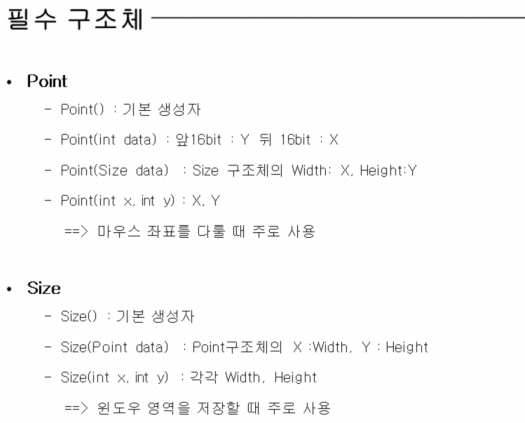 필수 구조체
• Point
- Point() : 기본 생성자
- Point(int data) : 앞16bit : Y 뒤 16bit : X
- Point(Size data) : Size 구조체의 Width: X, Height:Y
- Point(int x, int y) : X, Y
==> 마우스 좌표를 다룰 때 주로 사용
• Size
- Size() : 기본 생성자
- Size(Point data) : Point구조체의 X :Width, Y : Height
- Size(int x, int y) : 각각 Width, Height
==> 윈도우 영역을 저장할 때 주로 사용